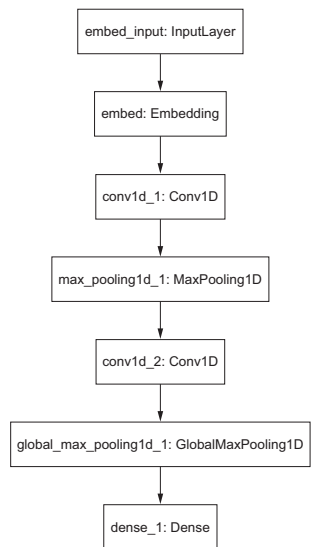 embed_input: InputLayer
embed: Embedding
conv1d_1: Conv1D
max_pooling1d_1: MaxPooling1D
conv1d_2: Conv1D
global_max_pooling1d_1: GlobalMaxPooling1D
dense_1: Dense